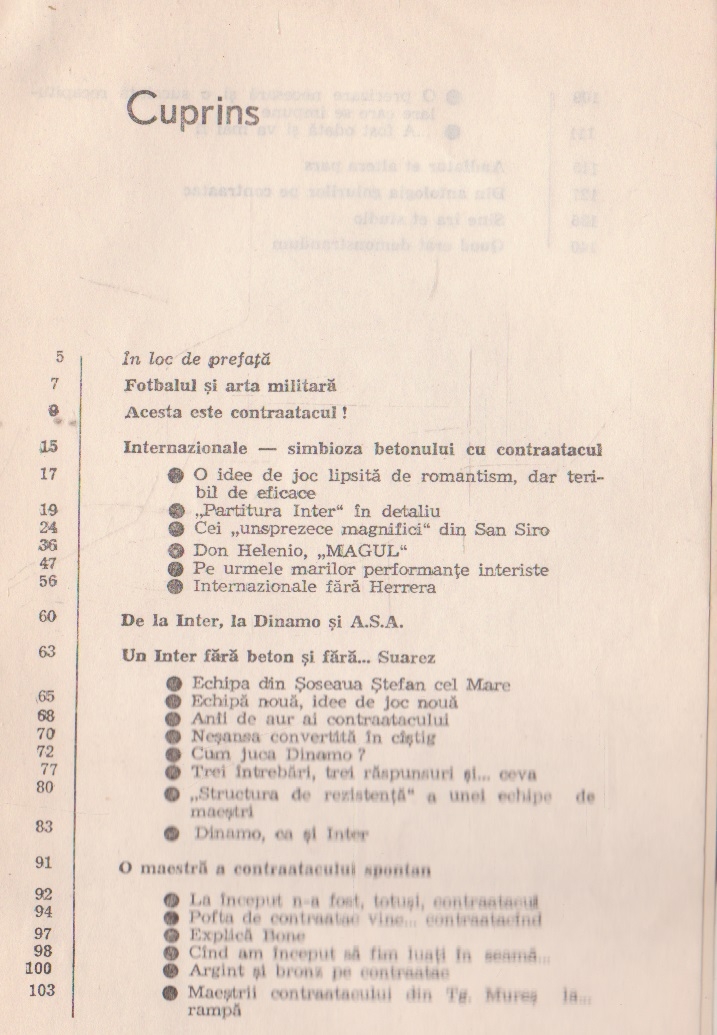 Cuprins
5 În loc de prefață
7 Fotbalul și arta militară
9 Acesta este contraatacul !
15 Internazionale — simbioza betonului cu contraatacul
17 ● O idee de joc lipsită de romantism, dar teri-
bil de eficace
19 ● „Partitura Inter“ în detaliu
24 ● Cei „unsprezece magnifici“ din San Siro
36 ● Don Helenio, „MAGUL“
47 ● Pe urmele marilor performanțe interiste
56 ● Internazionale fără Herrera
60 De la Inter, la Dinamo și A.S.A.
63 Un Inter fără beton și fără... Suarez
● Echipa din Șoseaua Ștefan cel Mare
65 ● Echipă nouă, idee de joc nouă
68 ● Anii de aur ai contraatacului
70 ● Neșansa convertită în cîștig
72 ● Cum juca Dinamo ?
77 ● Trei întrebări, trei răspunsuri și... ceva
80 ● „Structura de rezistență“ a unei echipe de
maeștri
83 ● Dinamo, ca și Inter
91 O maestră a contraatacului spontan
92 ● La început n-a fost, totuși, contraatacul
94 ● Pofta de contraatac vine... contraatacînd
97 ● Explică Bone
98 ● Cînd am început să fim luați în seamă...
100 ● Argint și bronz pe contraatac
103 ● Maeștrii contraatacului din Tg. Mureș la...
rampă